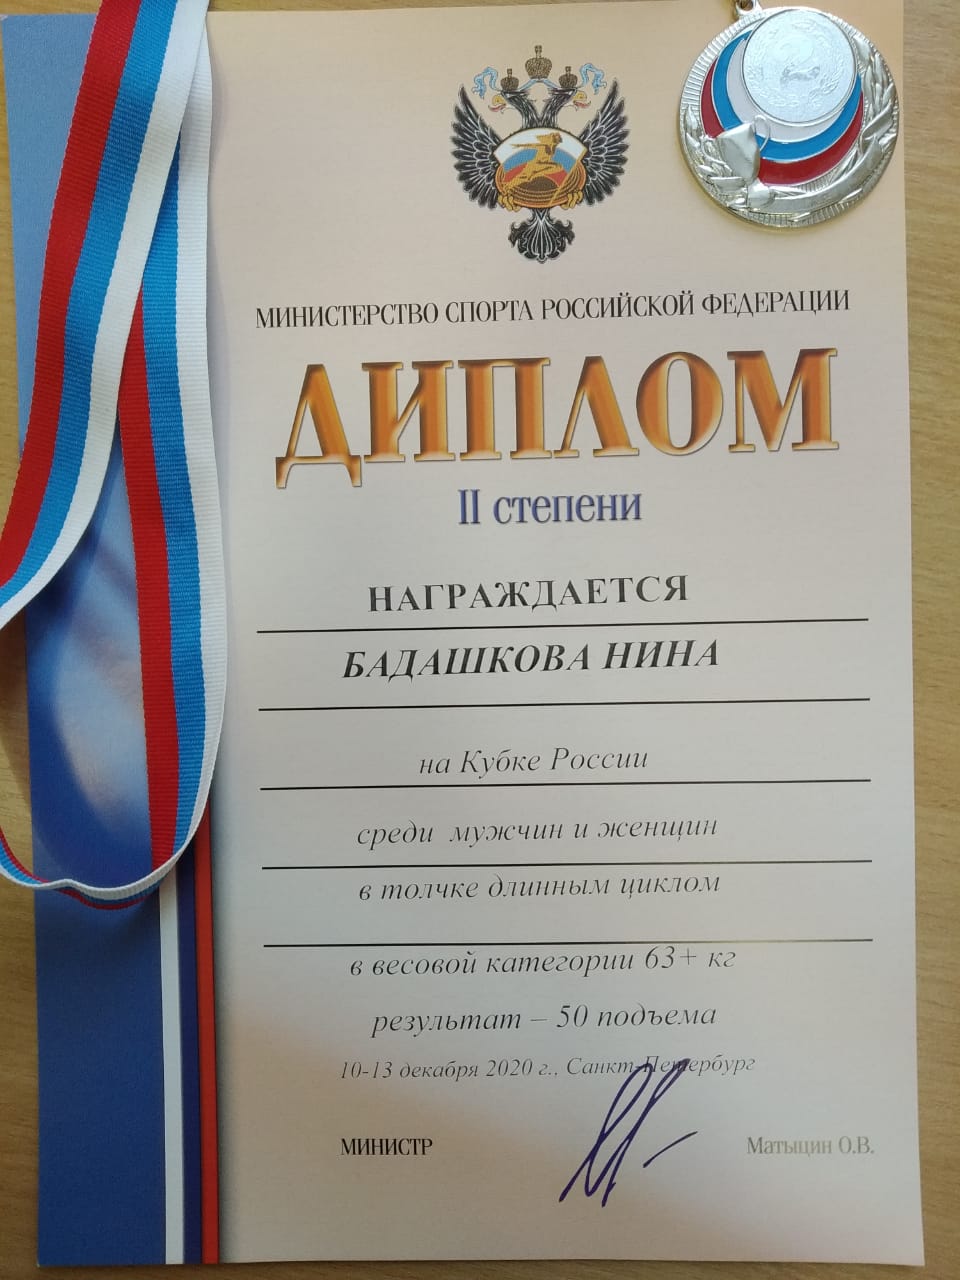 МИНИСТЕРСТВО СПОРТА РОССИЙСКОЙ ФЕДЕРАЦИИ
ДИПЛОМ
II степени
НАГРАЖДАЕТСЯ
БАДАШКОВА НИНА
на Кубке России
среди мужчин и женщин
в толчке длинным циклом
в весовой категории 63+ кг
результат – 50 подъема
10-13 декабря 2020 г., Санкт-Петербург
МИНИСТР
Матыцин О.В.